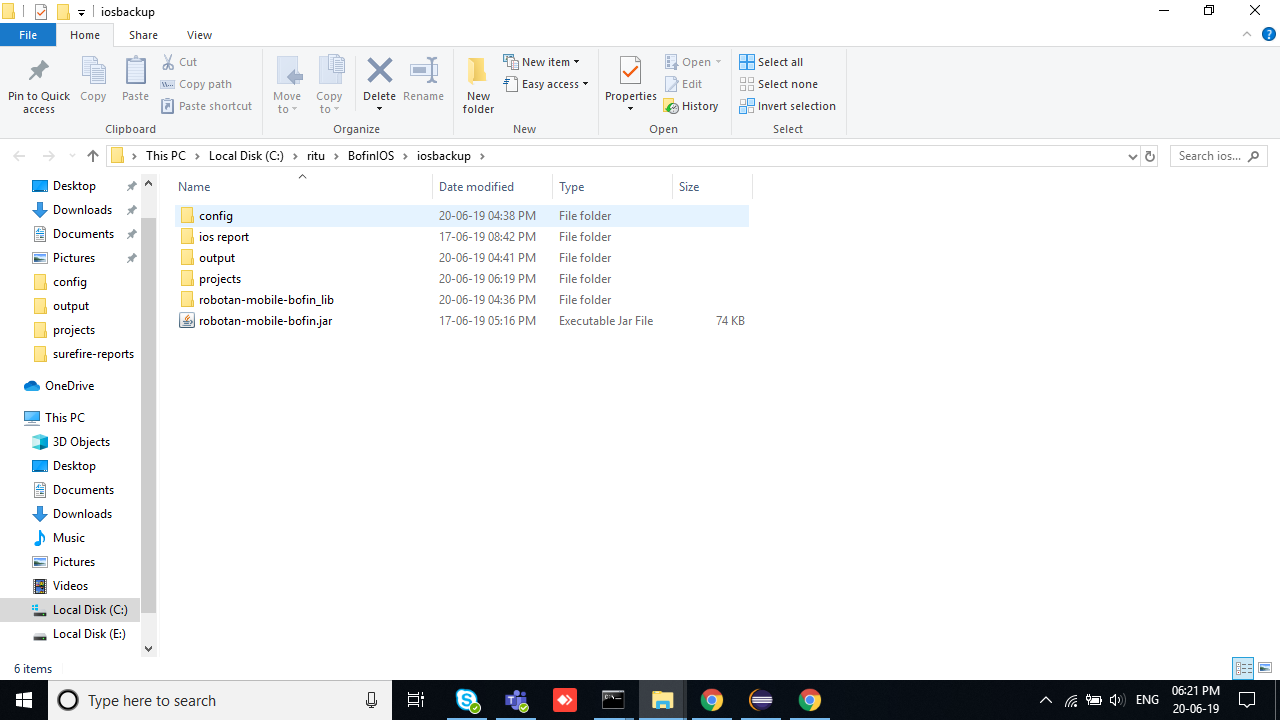 iosbackup
File Home Share View
Pin to Quick access
Copy
Paste
Cut
Copy path
Paste shortcut
Clipboard
Move to
Copy to
Delete
Rename
Organize
New folder
New item
Easy access
New
Properties
Open
Edit
History
Open
Select all
Select none
Invert selection
Select
This PC > Local Disk (C:) > ritu > BofinIOS > iosbackup >
Search ios...
Desktop
Downloads
Documents
Pictures
config
output
projects
surefire-reports
OneDrive
This PC
3D Objects
Desktop
Documents
Downloads
Music
Pictures
Videos
Local Disk (C:)
Local Disk (E:)
Name Date modified Type Size
config 20-06-19 04:38 PM File folder
ios report 17-06-19 08:42 PM File folder
output 20-06-19 04:41 PM File folder
projects 20-06-19 06:19 PM File folder
robotan-mobile-bofin_lib 20-06-19 04:36 PM File folder
robotan-mobile-bofin.jar 17-06-19 05:16 PM Executable Jar File 74 KB
6 items
Type here to search
ENG
06:21 PM
20-06-19